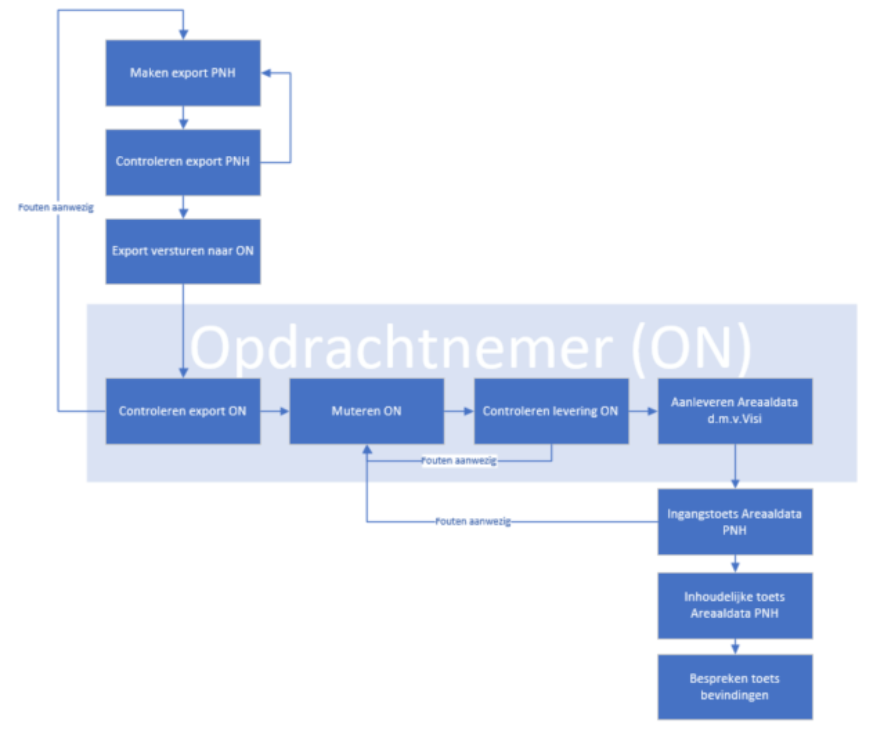 Maken export PNH
Controleren export PNH
Fouten aanwezig
Export versturen naar ON
Opdrachtnemer (ON)
Controleren export ON
Muteren ON
Controleren levering ON
Aanleveren Areaaldata
d.m.v.Visi
Fouten aanwezig
Ingangstoets Areaaldata
PNH
Fouten aanwezig
Inhoudelijke toets
Areaaldata PNH
Bespreken toets
bevindingen